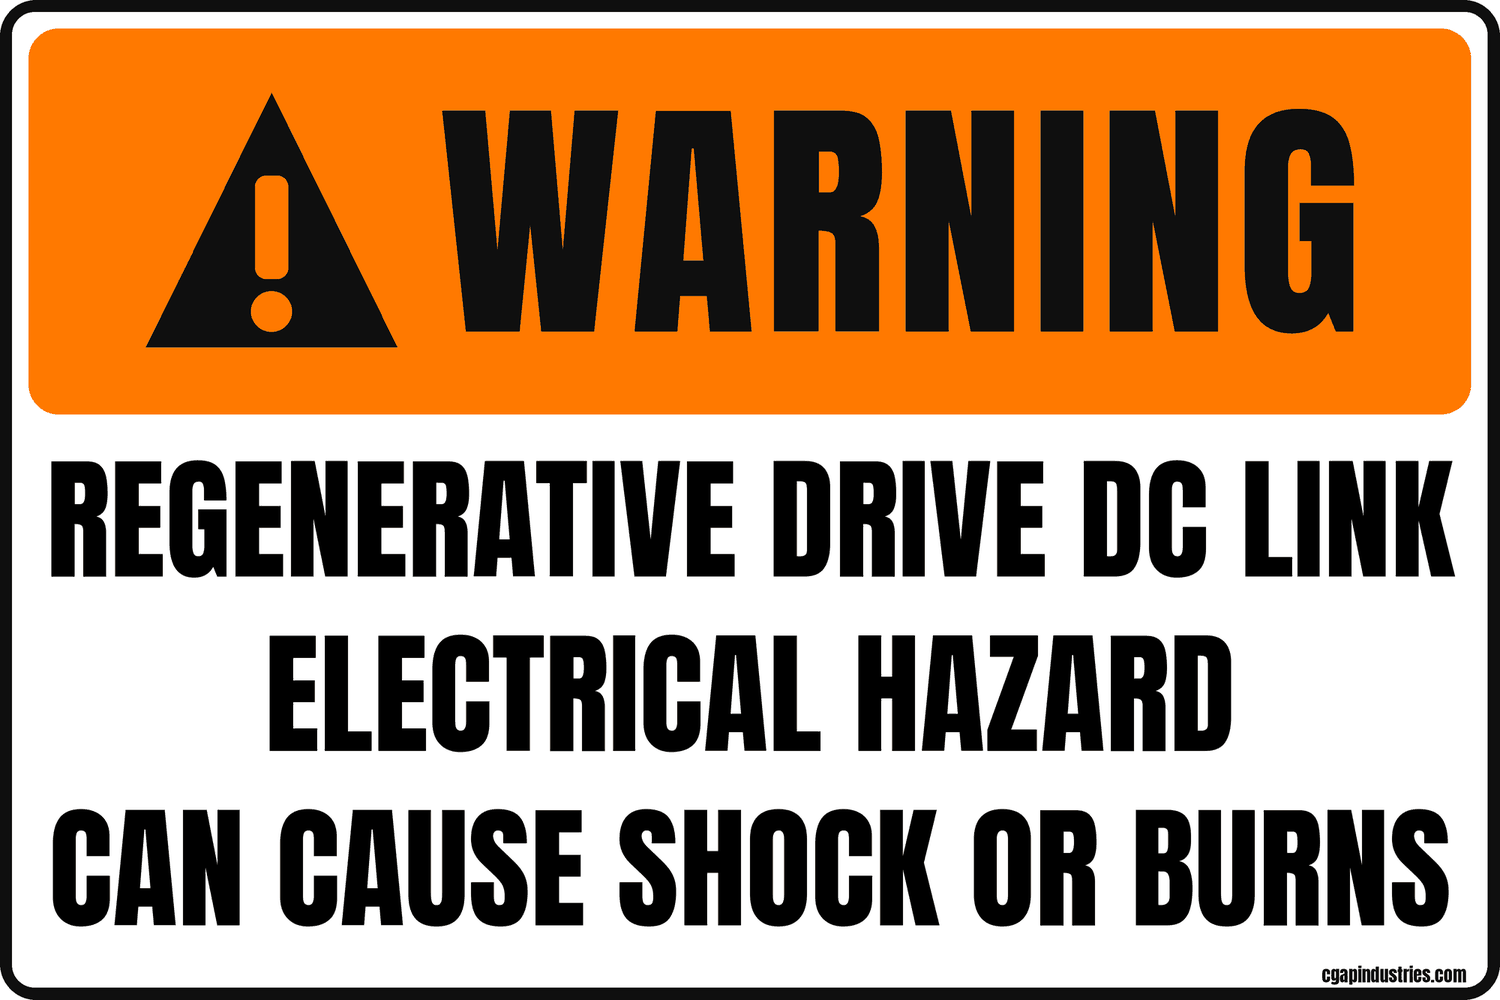 WARNING
REGENERATIVE DRIVE DC LINK
ELECTRICAL HAZARD
CAN CAUSE SHOCK OR BURNS
cgapindustries.com